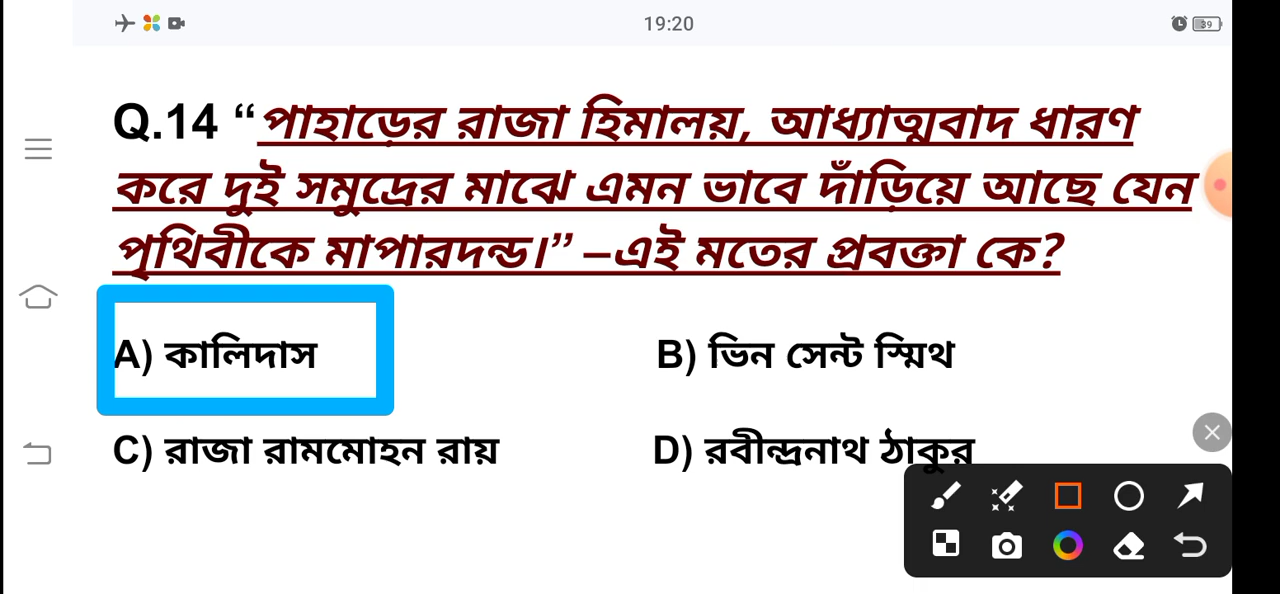 19:20
39
Q.14 “পাহাড়ের রাজা হিমালয়, আধ্যাত্মবাদ ধারণ
করে দুই সমুদ্রের মাঝে এমন ভাবে দাঁড়িয়ে আছে যেন
পৃথিবীকে মাপারদন্ড।” –এই মতের প্রবক্তা কে?
A) কালিদাস B) ভিন সেন্ট স্মিথ
C) রাজা রামমোহন রায় D) রবীন্দ্রনাথ ঠাকুর